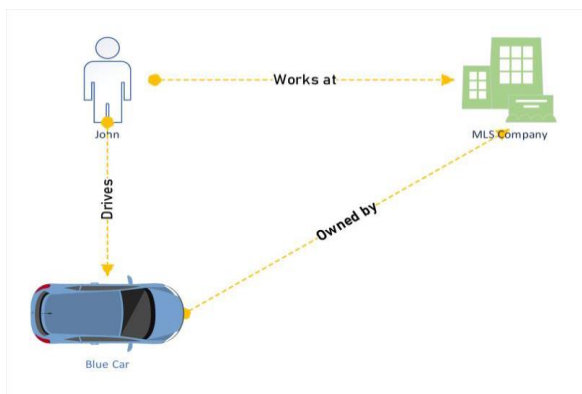 Works at
John
MLS Company
Drives
Owned by
Blue Car